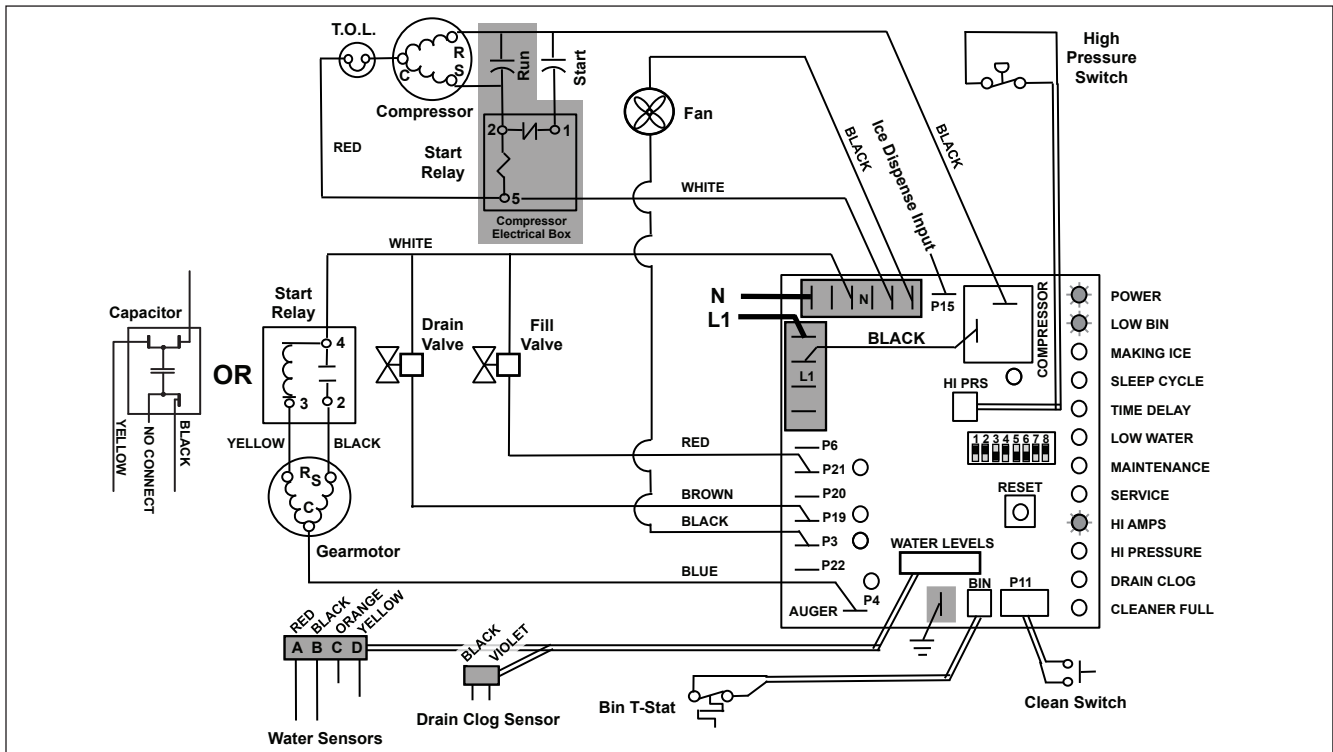 T.O.L.
R
S
C
Compressor
Run
Start
2
1
5
Start
Relay
Compressor
Electrical Box
RED
WHITE
Fan
BLACK
Ice Dispense Input
BLACK
High
Pressure
Switch
WHITE
Capacitor
YELLOW
NO CONNECT
BLACK
OR
Start
Relay
4
3
2
YELLOW
BLACK
R
S
C
Gearmotor
Drain
Valve
Fill
Valve
RED
BROWN
BLACK
BLUE
N
L1
N
L1
BLACK
P15
COMPRESSOR
HI PRS
1 2 3 4 5 6 7 8
RESET
P6
P21
P20
P19
P3
P22
P4
AUGER
WATER LEVELS
BIN
P11
POWER
LOW BIN
MAKING ICE
SLEEP CYCLE
TIME DELAY
LOW WATER
MAINTENANCE
SERVICE
HI AMPS
HI PRESSURE
DRAIN CLOG
CLEANER FULL
RED
BLACK
ORANGE
YELLOW
A B C D
Water Sensors
BLACK
VIOLET
Drain Clog Sensor
Bin T-Stat
Clean Switch